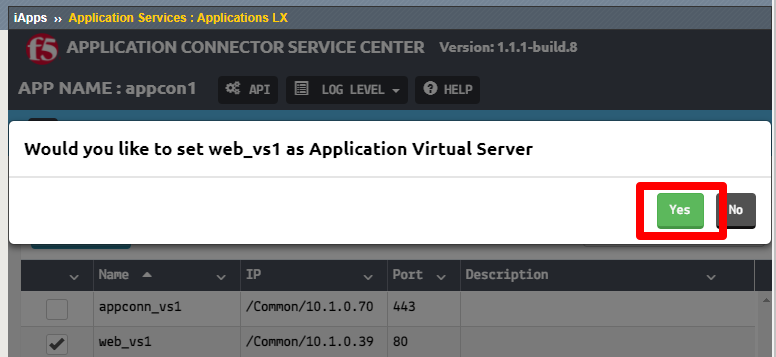 iApps ›› Application Services : Applications LX
f5 APPLICATION CONNECTOR SERVICE CENTER Version: 1.1.1-build.8
APP NAME : appcon1 API LOG LEVEL HELP
Would you like to set web_vs1 as Application Virtual Server
Yes No
Name IP Port Description
appconn_vs1 /Common/10.1.0.70 443
web_vs1 /Common/10.1.0.39 80